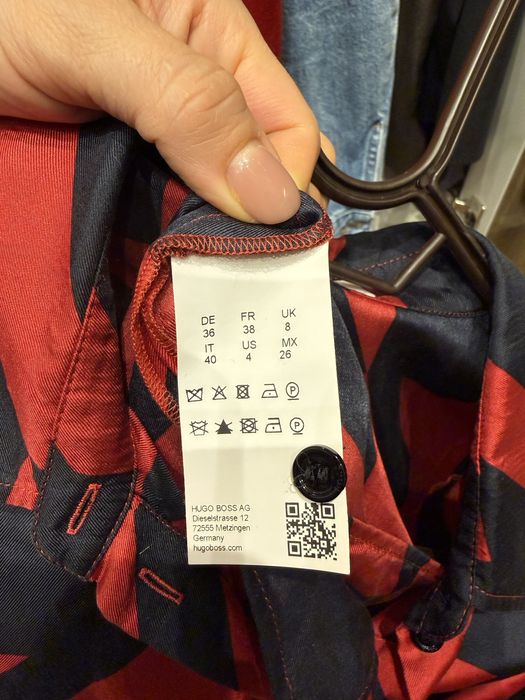 DE FR UK
36 38 8
IT US MX
40 4 26
P
P
HUGO BOSS AG
Dieselstrasse 12
72555 Metzingen
Germany
hugoboss.com